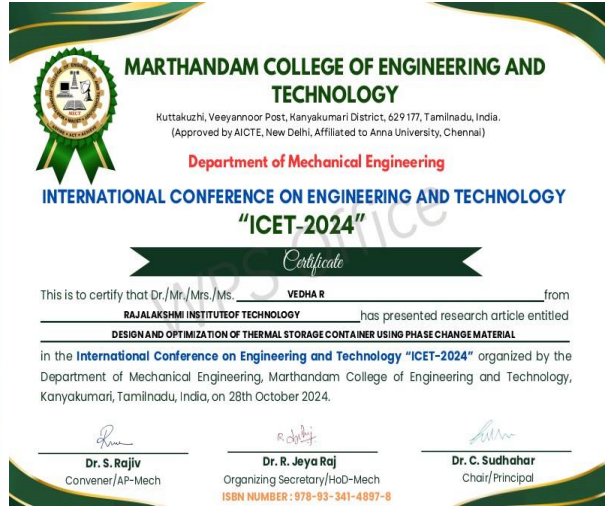 MARTHANDAM COLLEGE OF ENGINEERING AND
TECHNOLOGY
Kuttakuzhi, Veeyannoor Post, Kanyakumari District, 629 177, Tamilnadu, India.
(Approved by AICTE, New Delhi, Affiliated to Anna University, Chennai)
Department of Mechanical Engineering
INTERNATIONAL CONFERENCE ON ENGINEERING AND TECHNOLOGY
“ICET-2024”
Certificate
This is to certify that Dr./Mr./Mrs./Ms. VEDHA R from
RAJALAKSHMI INSTITUTEOF TECHNOLOGY has presented research article entitled
DESIGN AND OPTIMIZATION OF THERMAL STORAGE CONTAINER USING PHASE CHANGE MATERIAL
in the International Conference on Engineering and Technology “ICET-2024” organized by the
Department of Mechanical Engineering, Marthandam College of Engineering and Technology,
Kanyakumari, Tamilnadu, India, on 28th October 2024.
WPS Office
Dr. S. Rajiv Dr. R. Jeya Raj Dr. C. Sudhahar
Convener/AP-Mech Organizing Secretary/HoD-Mech Chair/Principal
ISBN NUMBER : 978-93-341-4897-8